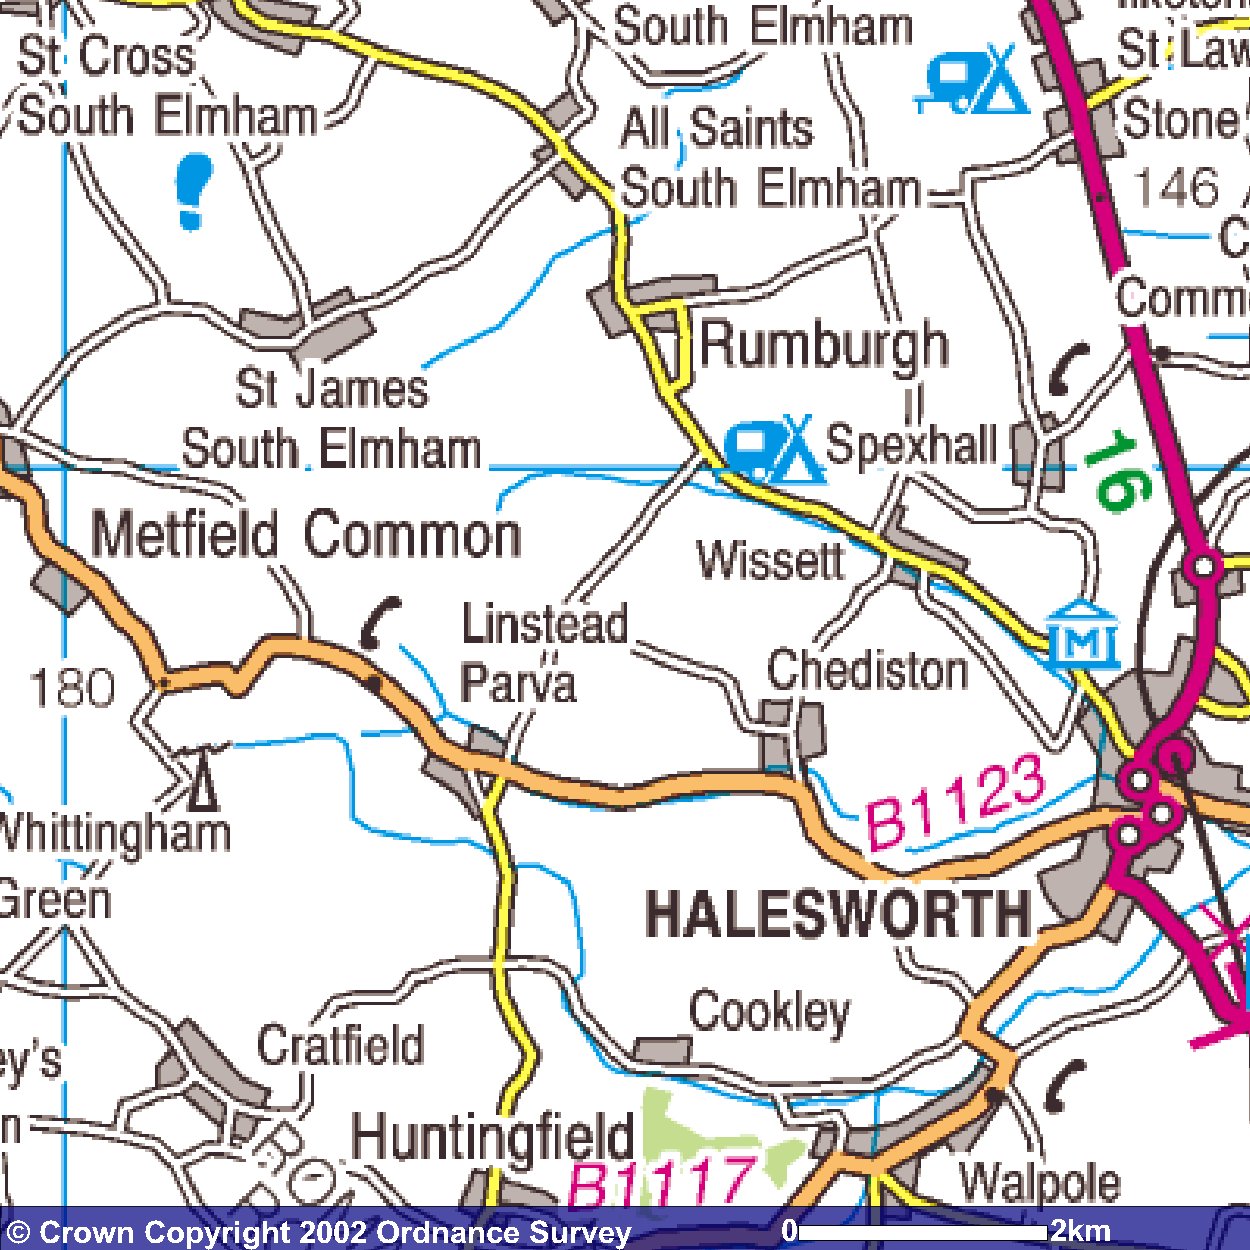 South Elmham
St Cross
South Elmham
St Law
All Saints
South Elmham
Stone
146
C
Comm
Rumburgh
St James
South Elmham
Spexhall
16
Metfield Common
Wissett
Linstead
Parva
Chediston
180
B1123
Whittingham
Green
HALESWORTH
Cookley
Cratfield
ey's
n
Huntingfield
B1117
Walpole
ROM
© Crown Copyright 2002 Ordnance Survey
0 2km